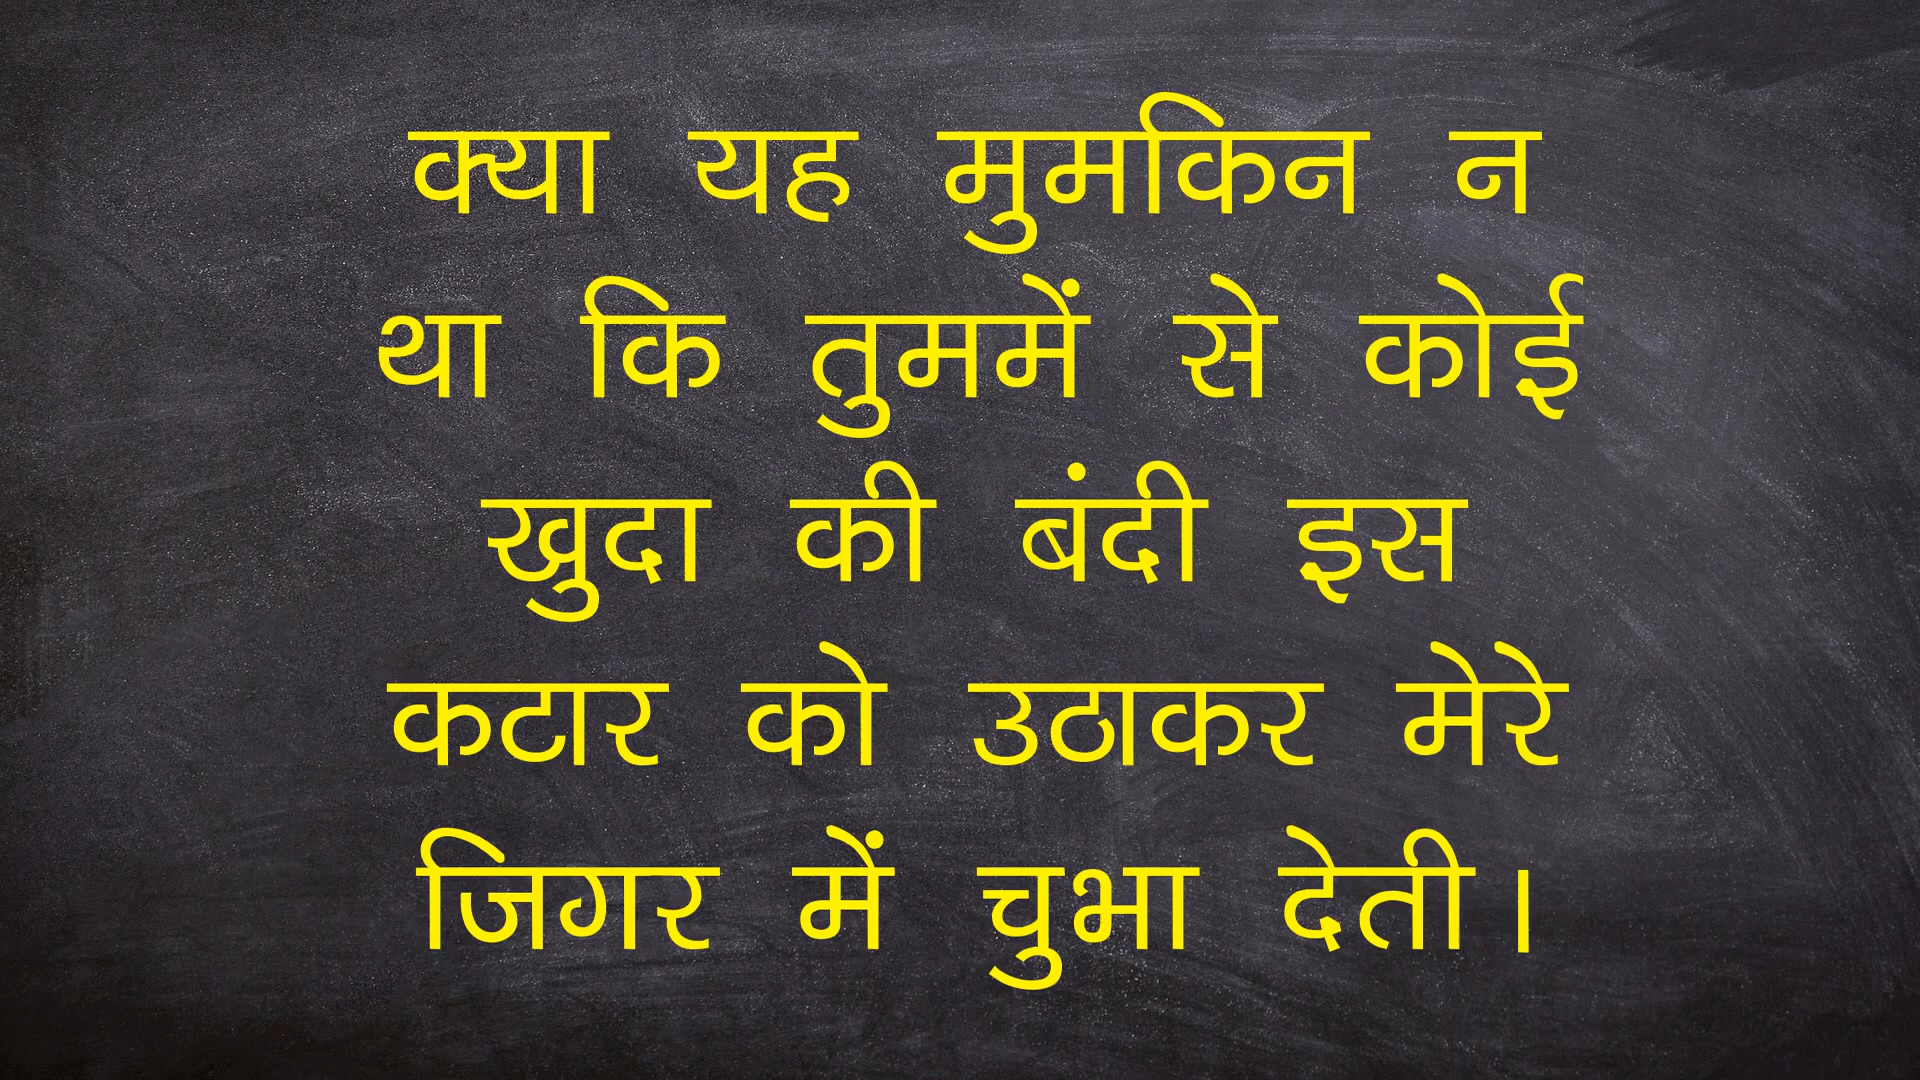 क्या यह मुमकिन न
था कि तुममें से कोई
खुदा की बंदी इस
कटार को उठाकर मेरे
जिगर में चुभा देती।